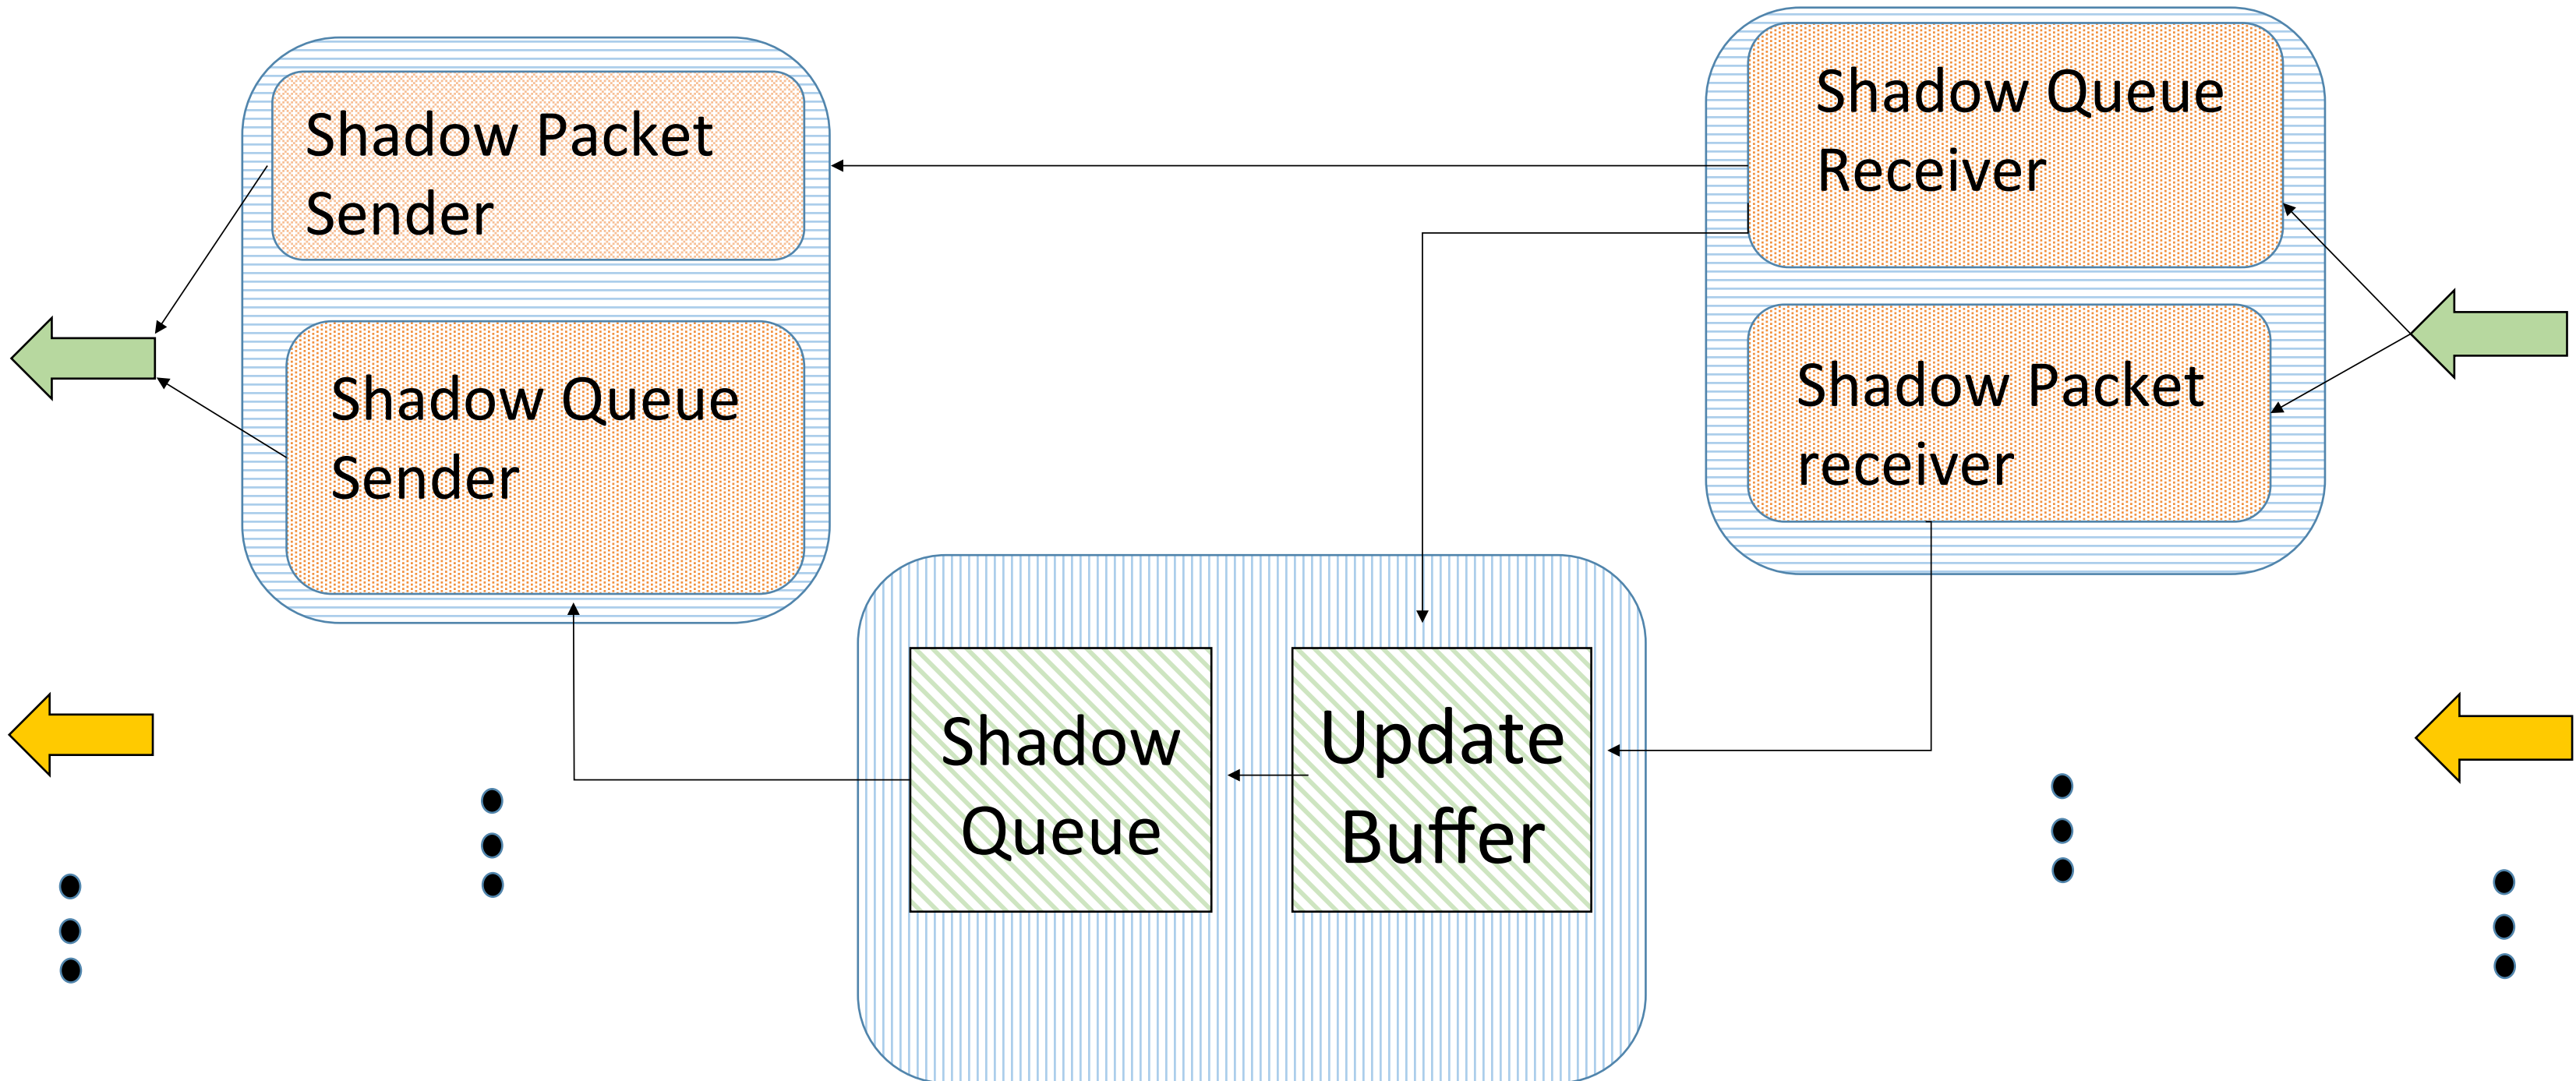 Shadow Packet
Sender
Shadow Queue
Sender
Shadow Queue
Receiver
Shadow Packet
receiver
Shadow
Queue
Update
Buffer